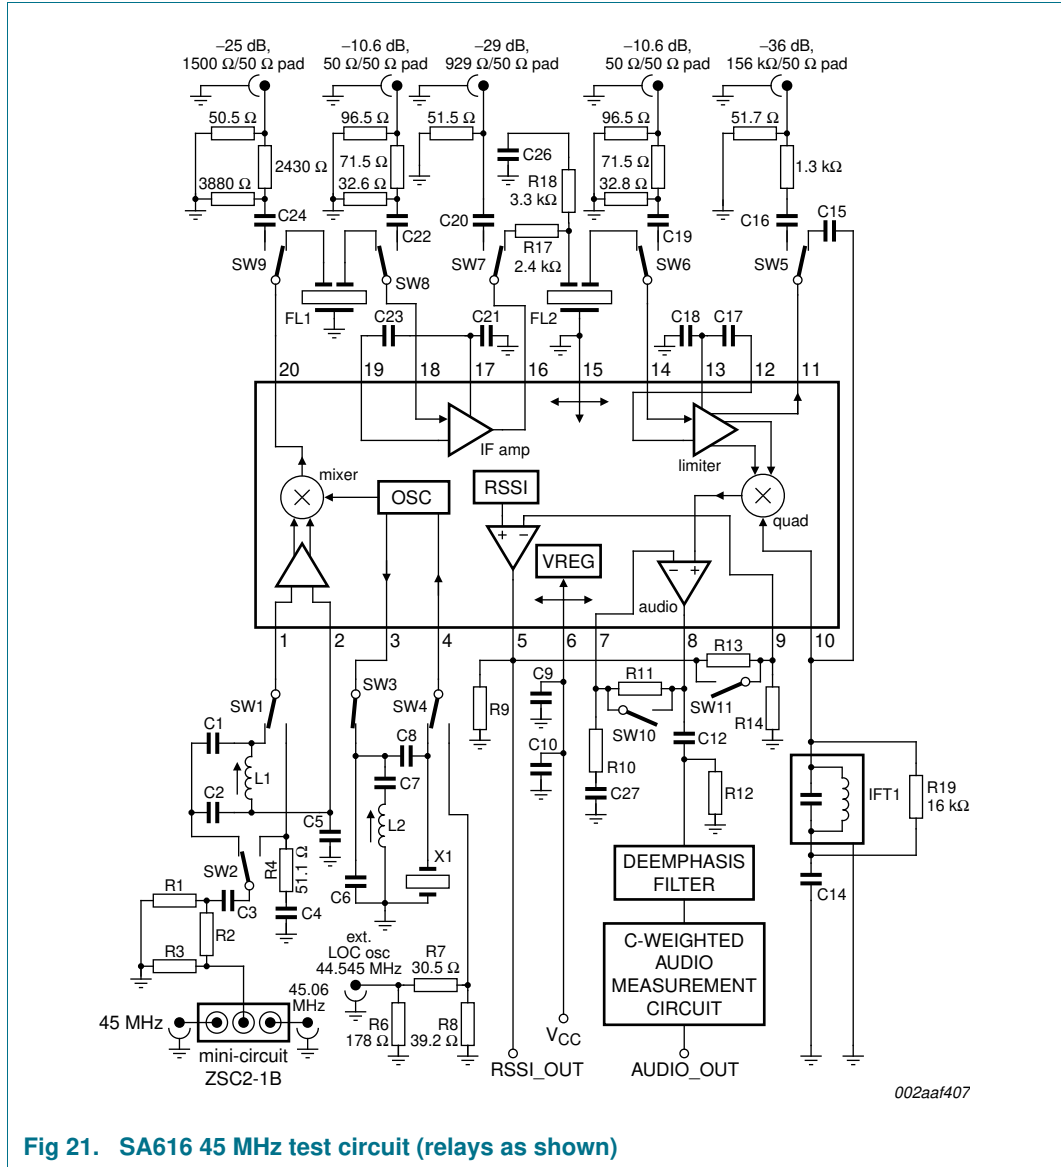 –25 dB,
1500 Ω/50 Ω pad
–10.6 dB,
50 Ω/50 Ω pad
–29 dB,
929 Ω/50 Ω pad
–10.6 dB,
50 Ω/50 Ω pad
–36 dB,
156 kΩ/50 Ω pad
50.5 Ω
2430 Ω
3880 Ω
C24
SW9
96.5 Ω
71.5 Ω
32.6 Ω
C22
SW8
FL1
51.5 Ω
C20
SW7
C26
R18
3.3 kΩ
R17
2.4 kΩ
FL2
96.5 Ω
71.5 Ω
32.8 Ω
C19
SW6
51.7 Ω
1.3 kΩ
C16
C15
SW5
C23
C21
C18
C17
20
19
18
17
16
15
14
13
12
11
IF amp
limiter
mixer
OSC
RSSI
+
–
quad
VREG
–
+
audio
1
2
3
4
5
6
7
8
9
10
SW1
C1
L1
C2
C5
SW2
R4
51.1 Ω
R1
C3
C4
R2
R3
SW3
SW4
C8
C7
L2
X1
C6
R9
C9
C10
R13
R11
SW11
R14
SW10
C12
R10
C27
R12
IFT1
R19
16 kΩ
C14
DEEMPHASIS
FILTER
C-WEIGHTED
AUDIO
MEASUREMENT
CIRCUIT
ext.
LOC osc
44.545 MHz
R7
30.5 Ω
R6
178 Ω
R8
39.2 Ω
45 MHz
45.06
MHz
mini-circuit
ZSC2-1B
VCC
RSSI_OUT
AUDIO_OUT
002aaf407
Fig 21. SA616 45 MHz test circuit (relays as shown)